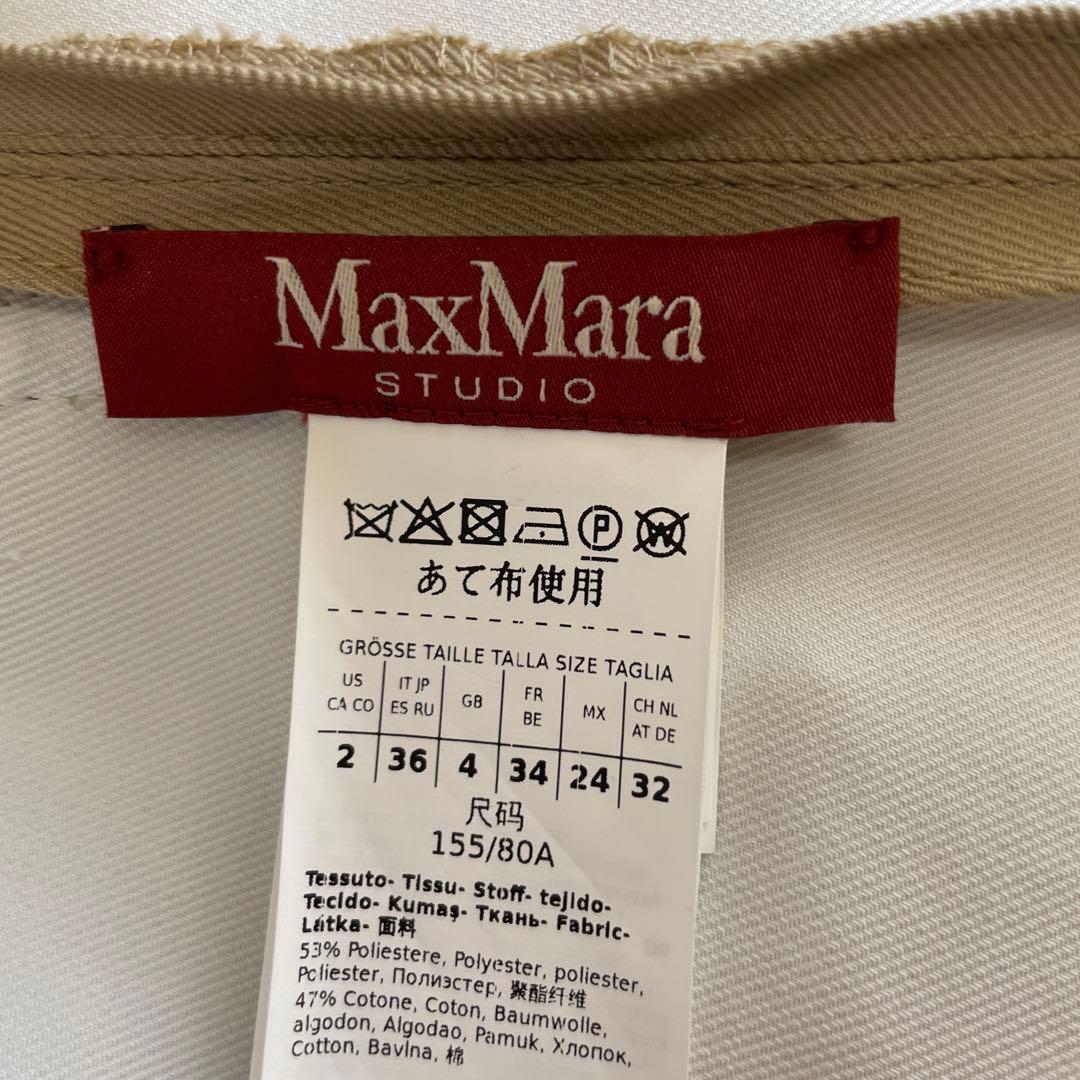 MaxMara
STUDIO
P W
あて布使用
GRÖSSE TAILLE TALLA SIZE TAGLIA
US CA CO IT JP ES RU GB FR BE MX CH NL AT DE
2 36 4 34 24 32
尺码
155/80A
Tessuto- Tissu- Stoff- tejido-
Tecido- Kumaş- Ткань- Fabric-
Látka- 面料
53% Poliestere, Polyester, poliester,
Poliester, Полиэстер, 聚酯纤维
47% Cotone, Coton, Baumwolle,
algodon, Algodao, Pamuk, Хлопок,
Cotton, Bavlna, 棉